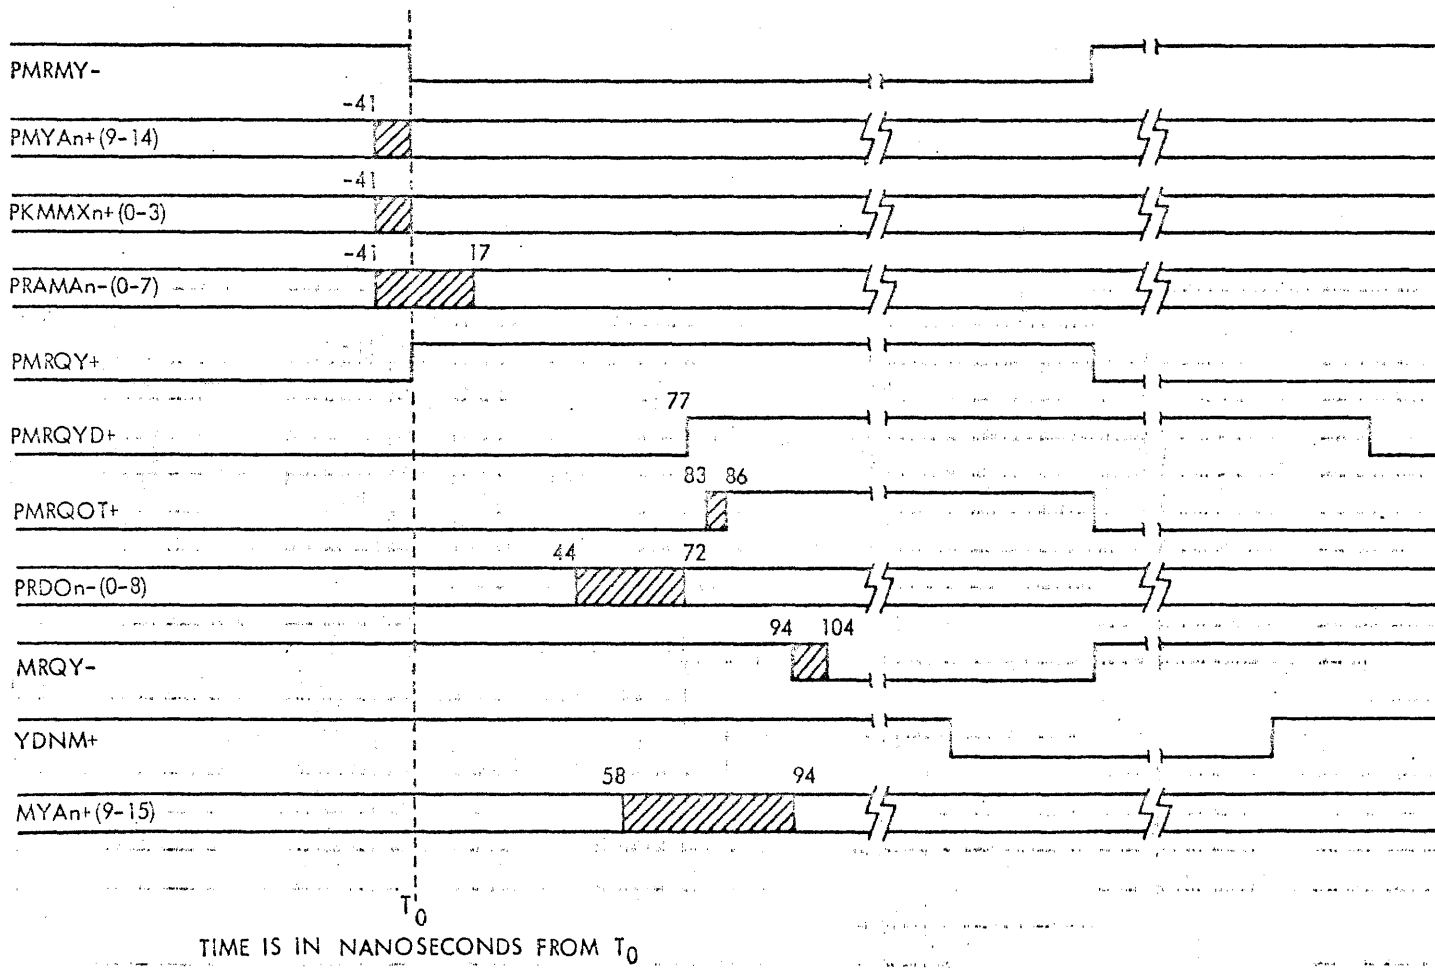 PMRMY-
-41
PMYAn+(9-14)
-41
PKMMXn+(0-3)
-41 17
PRAMAn-(0-7)
PMRQY+
77
PMRQYD+
83 86
PMRQOT+
44 72
PRDOn-(0-8)
94 104
MRQY-
YDNM+
58 94
MYAn+(9-15)
T0
TIME IS IN NANOSECONDS FROM T0